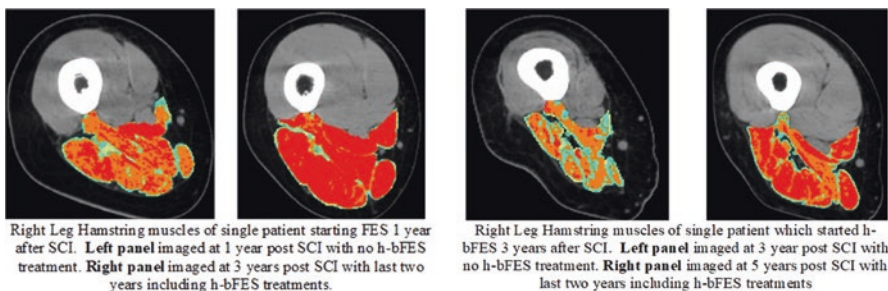 Right Leg Hamstring muscles of single patient starting FES 1 year
after SCI. Left panel imaged at 1 year post SCI with no h-bFES
treatment. Right panel imaged at 3 years post SCI with last two
years including h-bFES treatments.
Right Leg Hamstring muscles of single patient which started h-
bFES 3 years after SCI. Left panel imaged at 3 year post SCI with
no h-bFES treatment. Right panel imaged at 5 years post SCI with
last two years including h-bFES treatments